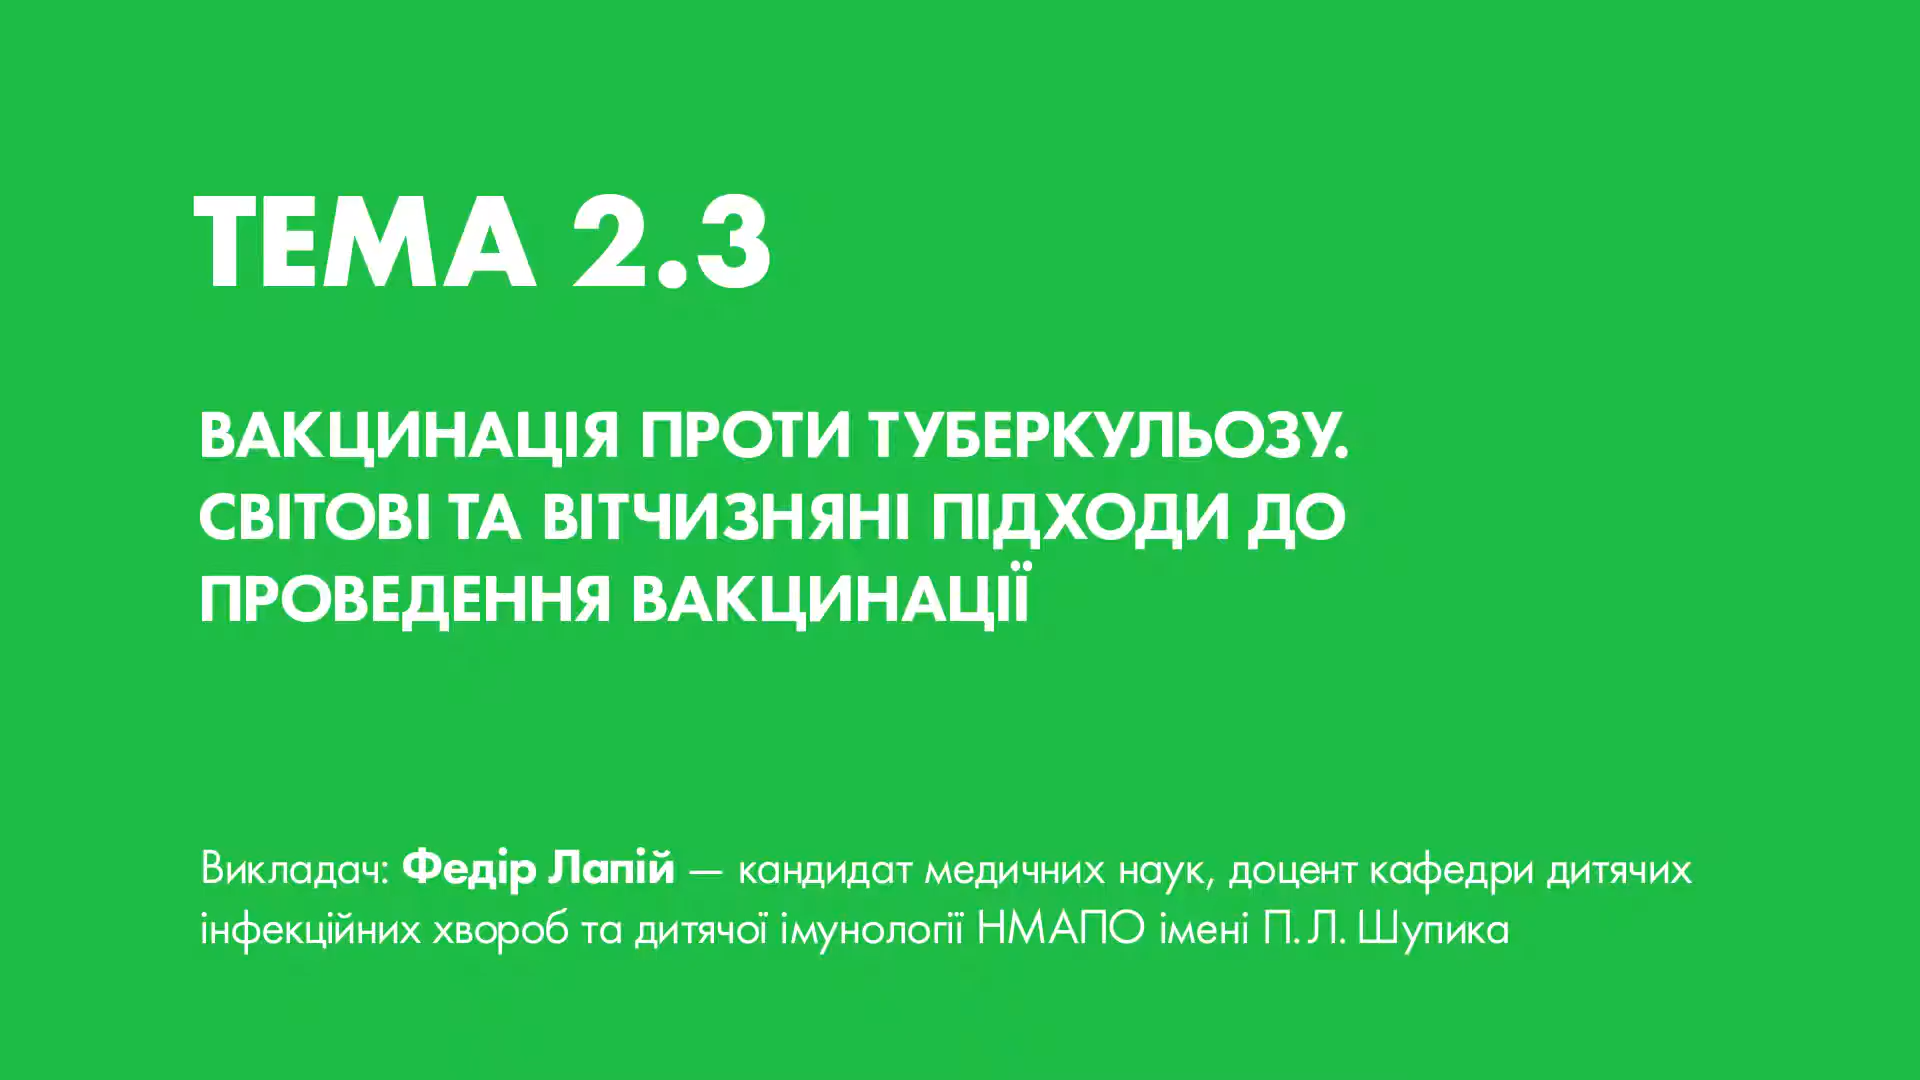 ТЕМА 2.3
ВАКЦИНАЦІЯ ПРОТИ ТУБЕРКУЛЬОЗУ.
СВІТОВІ ТА ВІТЧИЗНЯНІ ПІДХОДИ ДО
ПРОВЕДЕННЯ ВАКЦИНАЦІЇ
Викладач: Федір Лапій — кандидат медичних наук, доцент кафедри дитячих
інфекційних хвороб та дитячої імунології НМАПО імені П. Л. Шупика